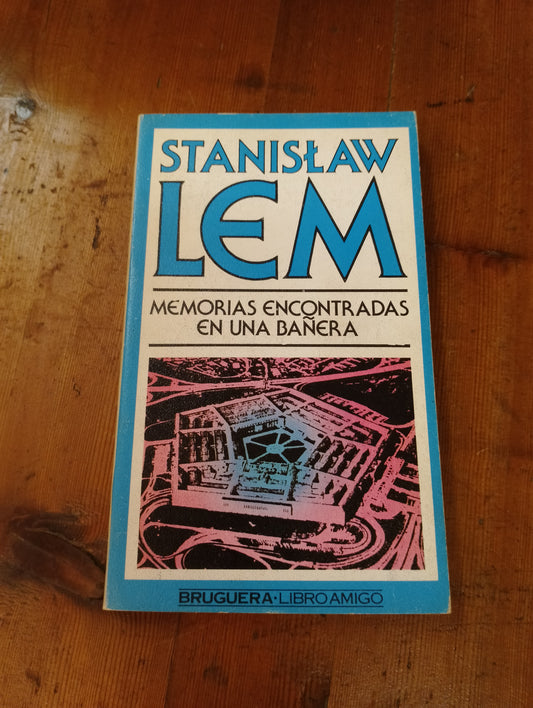 STANISŁAW
LEM
MEMORIAS ENCONTRADAS
EN UNA BAÑERA
BRUGUERA·LIBRO AMIGO